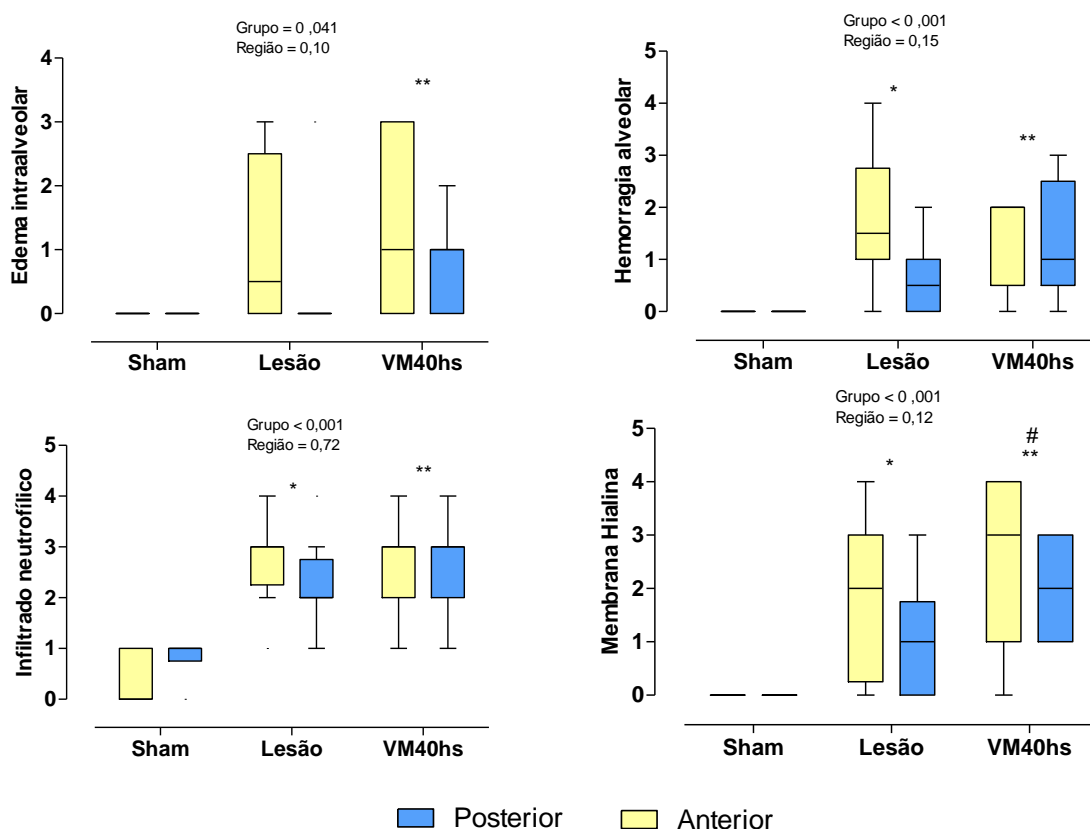 Grupo = 0 ,041
Região = 0,10
Edema intraalveolar
4
3
2
1
0
**
Sham Lesão VM40hs
Grupo < 0 ,001
Região = 0,15
Hemorragia alveolar
5
4
3
2
1
0
*
**
Sham Lesão VM40hs
Grupo < 0,001
Região = 0,72
Infiltrado neutrofílico
5
4
3
2
1
0
*
**
Sham Lesão VM40hs
Grupo < 0 ,001
Região = 0,12
Membrana Hialina
5
4
3
2
1
0
*
#
**
Sham Lesão VM40hs
Posterior Anterior